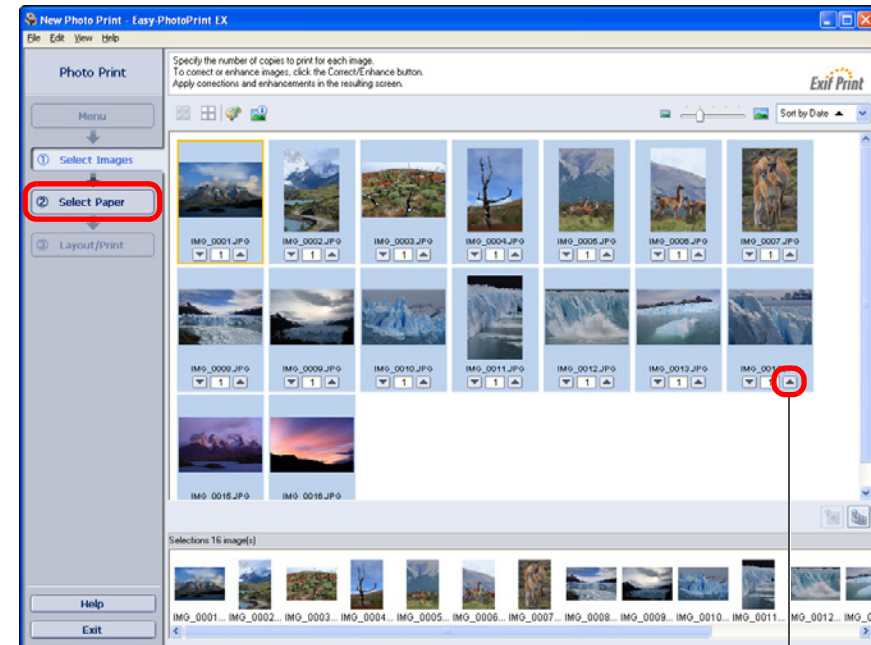 New Photo Print - Easy-PhotoPrint EX
File Edit View Help
Photo Print
Specify the number of copies to print for each image.
To correct or enhance images, click the Correct/Enhance button.
Apply corrections and enhancements in the resulting screen.
Exif Print
Menu
Sort by Date
① Select Images
② Select Paper
③ Layout/Print
IMG_0001.JPG IMG_0002.JPG IMG_0003.JPG IMG_0004.JPG IMG_0005.JPG IMG_0006.JPG IMG_0007.JPG
1 1 1 1 1 1 1
IMG_0008.JPG IMG_0009.JPG IMG_0010.JPG IMG_0011.JPG IMG_0012.JPG IMG_0013.JPG IMG_001
1 1 1 1 1 1 1
IMG_0015.JPG IMG_0016.JPG
Selections 16 image(s)
IMG_0001... IMG_0002... IMG_0003... IMG_0004... IMG_0005... IMG_0006... IMG_0007... IMG_0008... IMG_0009... IMG_0010... IMG_0011... IMG_0012... IMG_0
Help
Exit